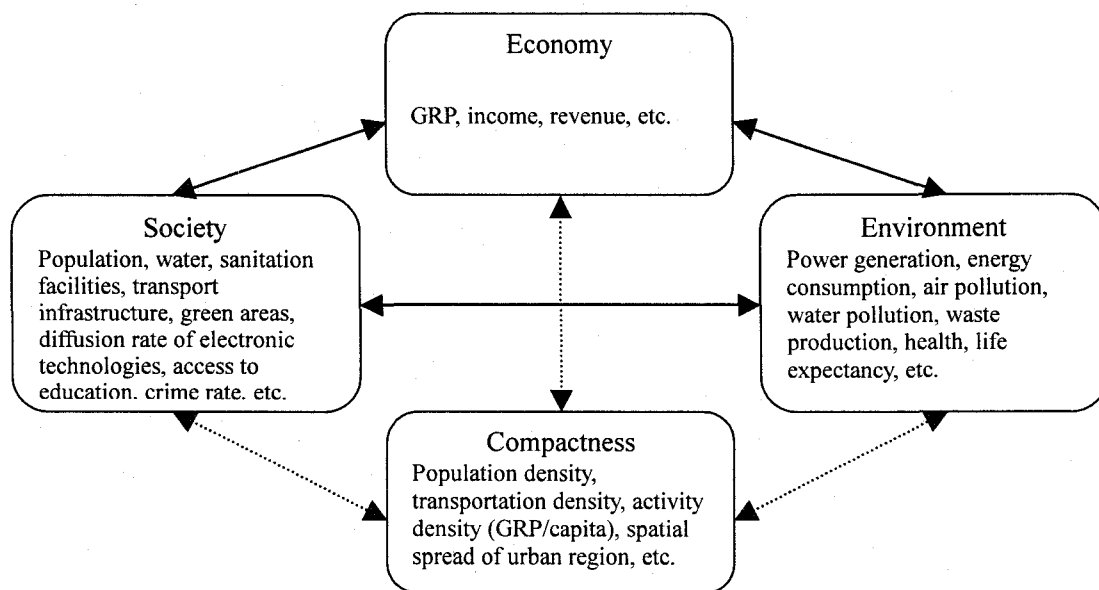 Economy
GRP, income, revenue, etc.
Society
Population, water, sanitation
facilities, transport
infrastructure, green areas,
diffusion rate of electronic
technologies, access to
education. crime rate. etc.
Environment
Power generation, energy
consumption, air pollution,
water pollution, waste
production, health, life
expectancy, etc.
Compactness
Population density,
transportation density, activity
density (GRP/capita), spatial
spread of urban region, etc.